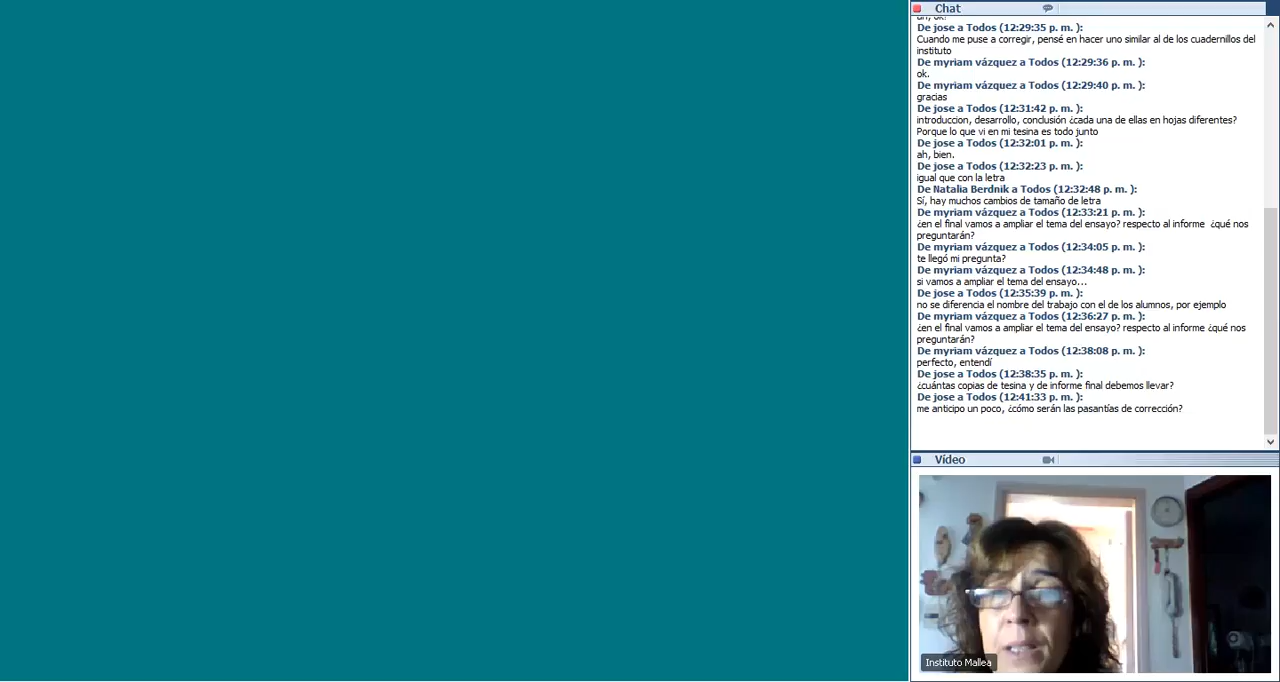 Chat
ah, ok!
De jose a Todos (12:29:35 p. m. ):
Cuando me puse a corregir, pensé en hacer uno similar al de los cuadernillos del
instituto
De myriam vázquez a Todos (12:29:36 p. m. ):
ok.
De myriam vázquez a Todos (12:29:40 p. m. ):
gracias
De jose a Todos (12:31:42 p. m. ):
introduccion, desarrollo, conclusión ¿cada una de ellas en hojas diferentes?
Porque lo que vi en mi tesina es todo junto
De jose a Todos (12:32:01 p. m. ):
ah, bien.
De jose a Todos (12:32:23 p. m. ):
igual que con la letra
De Natalia Berdnik a Todos (12:32:48 p. m. ):
Sí, hay muchos cambios de tamaño de letra
De myriam vázquez a Todos (12:33:21 p. m. ):
¿en el final vamos a ampliar el tema del ensayo? respecto al informe ¿qué nos
preguntarán?
De myriam vázquez a Todos (12:34:05 p. m. ):
te llegó mi pregunta?
De myriam vázquez a Todos (12:34:48 p. m. ):
si vamos a ampliar el tema del ensayo...
De jose a Todos (12:35:39 p. m. ):
no se diferencia el nombre del trabajo con el de los alumnos, por ejemplo
De myriam vázquez a Todos (12:36:27 p. m. ):
¿en el final vamos a ampliar el tema del ensayo? respecto al informe ¿qué nos
preguntarán?
De myriam vázquez a Todos (12:38:08 p. m. ):
perfecto, entendí
De jose a Todos (12:38:35 p. m. ):
¿cuántas copias de tesina y de informe final debemos llevar?
De jose a Todos (12:41:33 p. m. ):
me anticipo un poco, ¿cómo serán las pasantías de corrección?
Vídeo
Instituto Mallea